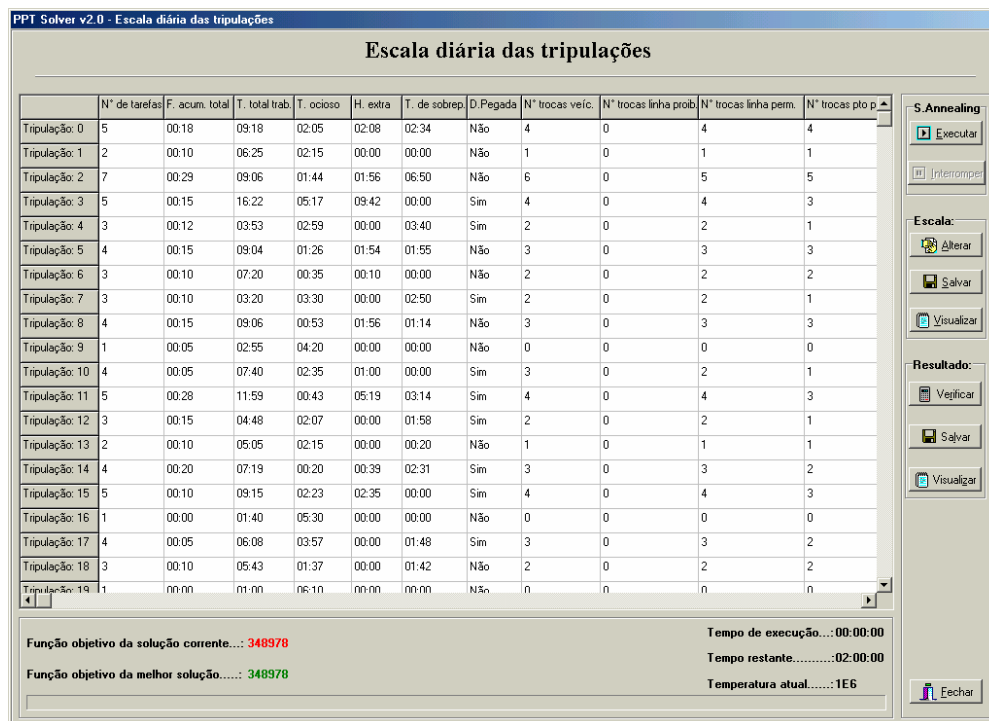 PPT Solver v2.0 - Escala diária das tripulações
Escala diária das tripulações
N° de tarefas F. acum. total T. total trab. T. ocioso H. extra T. de sobrep. D.Pegada N° trocas veíc. N° trocas linha proib. N° trocas linha perm. N° trocas pto p
Tripulação: 0 5 00:18 09:18 02:05 02:08 02:34 Não 4 0 4 4
Tripulação: 1 2 00:10 06:25 02:15 00:00 00:00 Não 1 0 1 1
Tripulação: 2 7 00:29 09:06 01:44 01:56 06:50 Não 6 0 5 5
Tripulação: 3 5 00:15 16:22 05:17 09:42 00:00 Sim 4 0 4 3
Tripulação: 4 3 00:12 03:53 02:59 00:00 03:40 Sim 2 0 2 1
Tripulação: 5 4 00:15 09:04 01:26 01:54 01:55 Não 3 0 3 3
Tripulação: 6 3 00:10 07:20 00:35 00:10 00:00 Não 2 0 2 2
Tripulação: 7 3 00:10 03:20 03:30 00:00 02:50 Sim 2 0 2 1
Tripulação: 8 4 00:15 09:06 00:53 01:56 01:14 Não 3 0 3 3
Tripulação: 9 1 00:05 02:55 04:20 00:00 00:00 Não 0 0 0 0
Tripulação: 10 4 00:05 07:40 02:35 01:00 00:00 Sim 3 0 2 1
Tripulação: 11 5 00:28 11:59 00:43 05:19 03:14 Sim 4 0 4 3
Tripulação: 12 3 00:15 04:48 02:07 00:00 01:58 Sim 2 0 2 1
Tripulação: 13 2 00:10 05:05 02:15 00:00 00:20 Não 1 0 1 1
Tripulação: 14 4 00:20 07:19 00:20 00:39 02:31 Sim 3 0 3 2
Tripulação: 15 5 00:10 09:15 02:23 02:35 00:00 Sim 4 0 4 3
Tripulação: 16 1 00:00 01:40 05:30 00:00 00:00 Não 0 0 0 0
Tripulação: 17 4 00:05 06:08 03:57 00:00 01:48 Sim 3 0 3 2
Tripulação: 18 3 00:10 05:43 01:37 00:00 01:42 Não 2 0 2 2
Tripulação: 19 1 00:00 01:00 06:10 00:00 00:00 Não 0 0 0 0
S.Annealing
Executar
Interromper
Escala:
Alterar
Salvar
Visualizar
Resultado:
Verificar
Salvar
Visualizar
Fechar
Função objetivo da solução corrente...: 348978
Função objetivo da melhor solução.....: 348978
Tempo de execução...:00:00:00
Tempo restante..........:02:00:00
Temperatura atual......:1E6